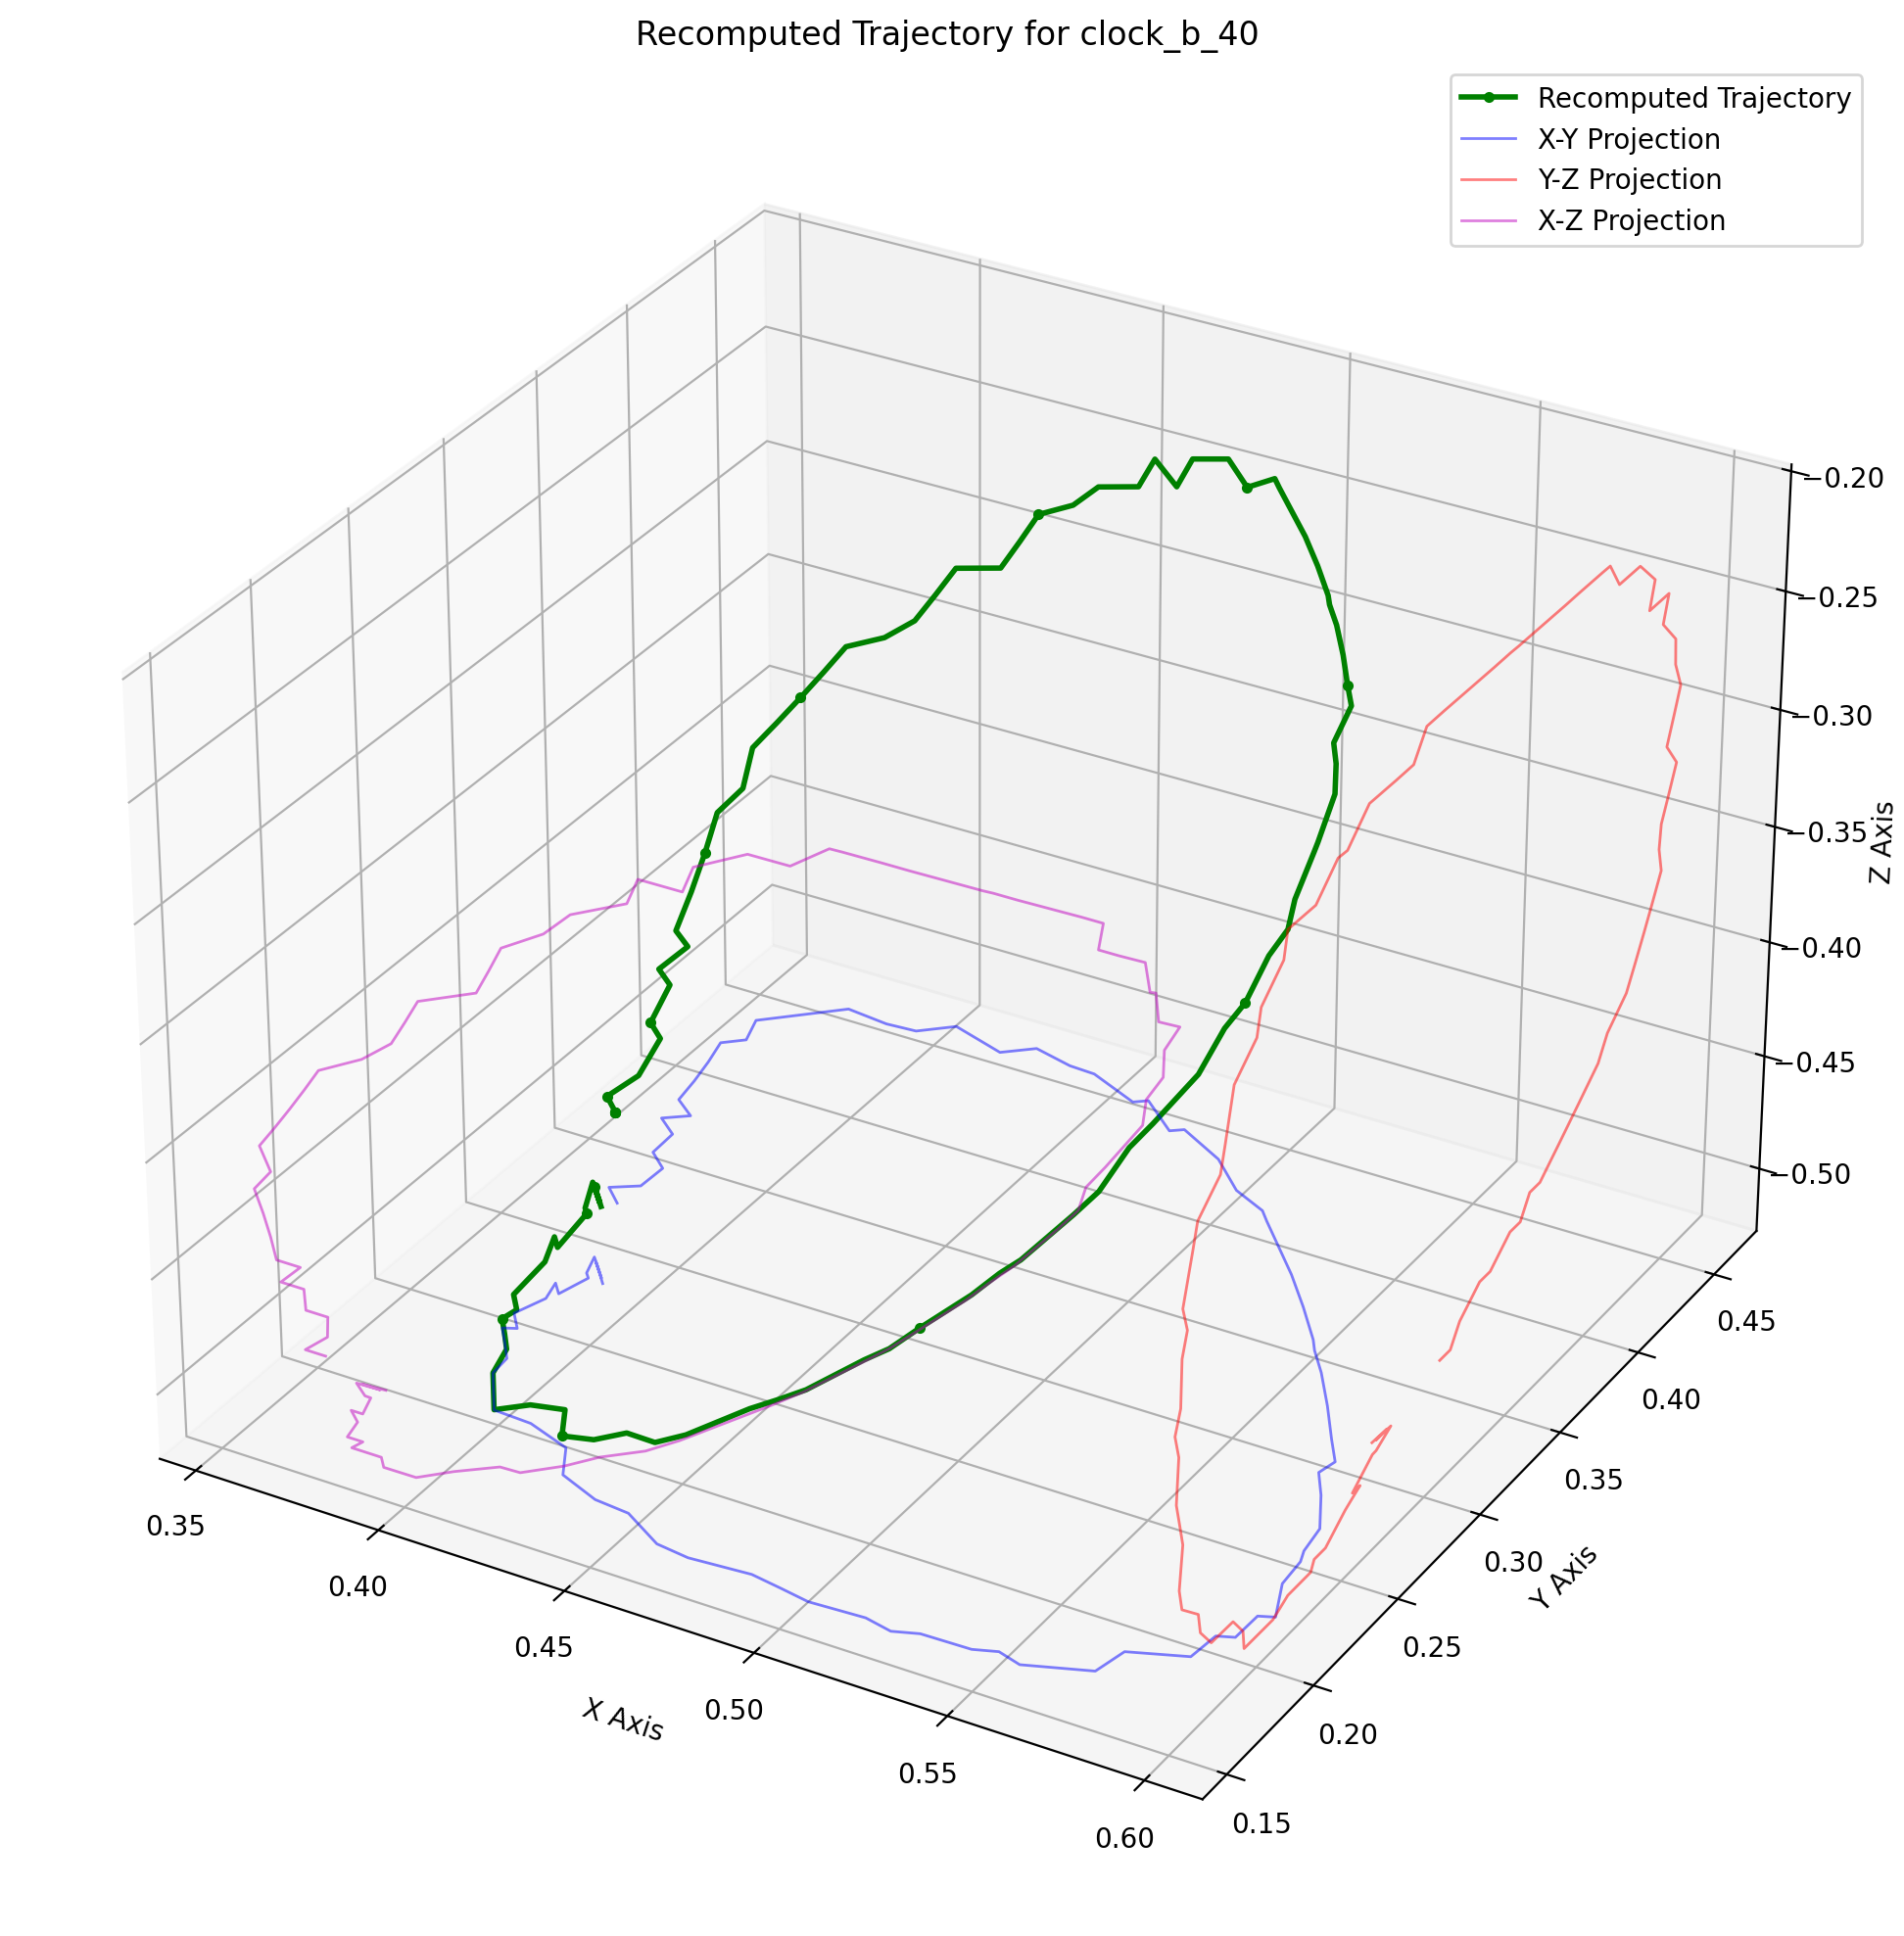 Recomputed Trajectory for clock_b_40
Recomputed Trajectory
X-Y Projection
Y-Z Projection
X-Z Projection
−0.20
−0.25
−0.30
−0.35
−0.40
−0.45
−0.50
Z Axis
0.45
0.40
0.35
0.30
0.25
0.20
0.15
Y Axis
0.35
0.40
0.45
0.50
0.55
0.60
X Axis